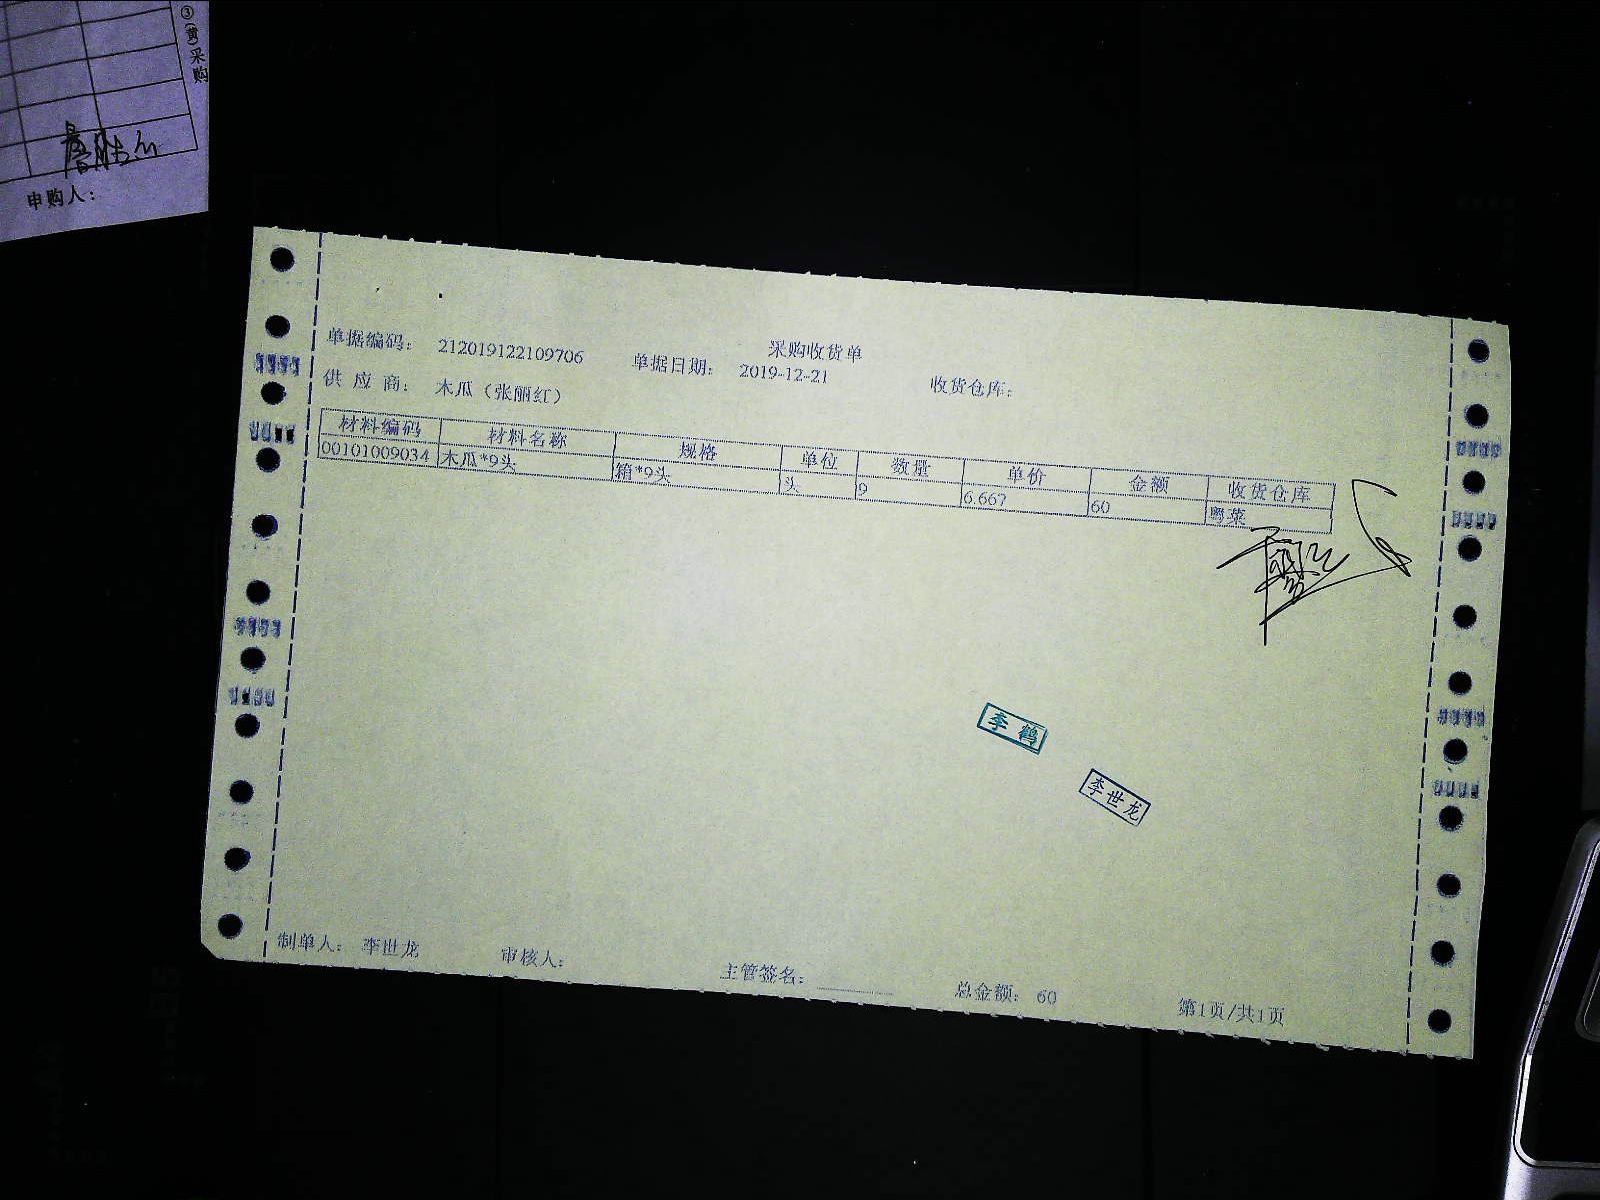 ③(黄)采购
申购人：
采购收货单
单据编码： 212019122109706 单据日期： 2019-12-21 收货仓库：
供 应 商： 木瓜（张丽红）
材料编码 材料名称 规格 单位 数量 单价 金额 收货仓库
00101009034 木瓜*9头 箱*9头 头 9 6.667 60 粤菜
李鹤
李世龙
制单人： 李世龙 审核人： 主管签名： 总金额： 60 第1页/共1页